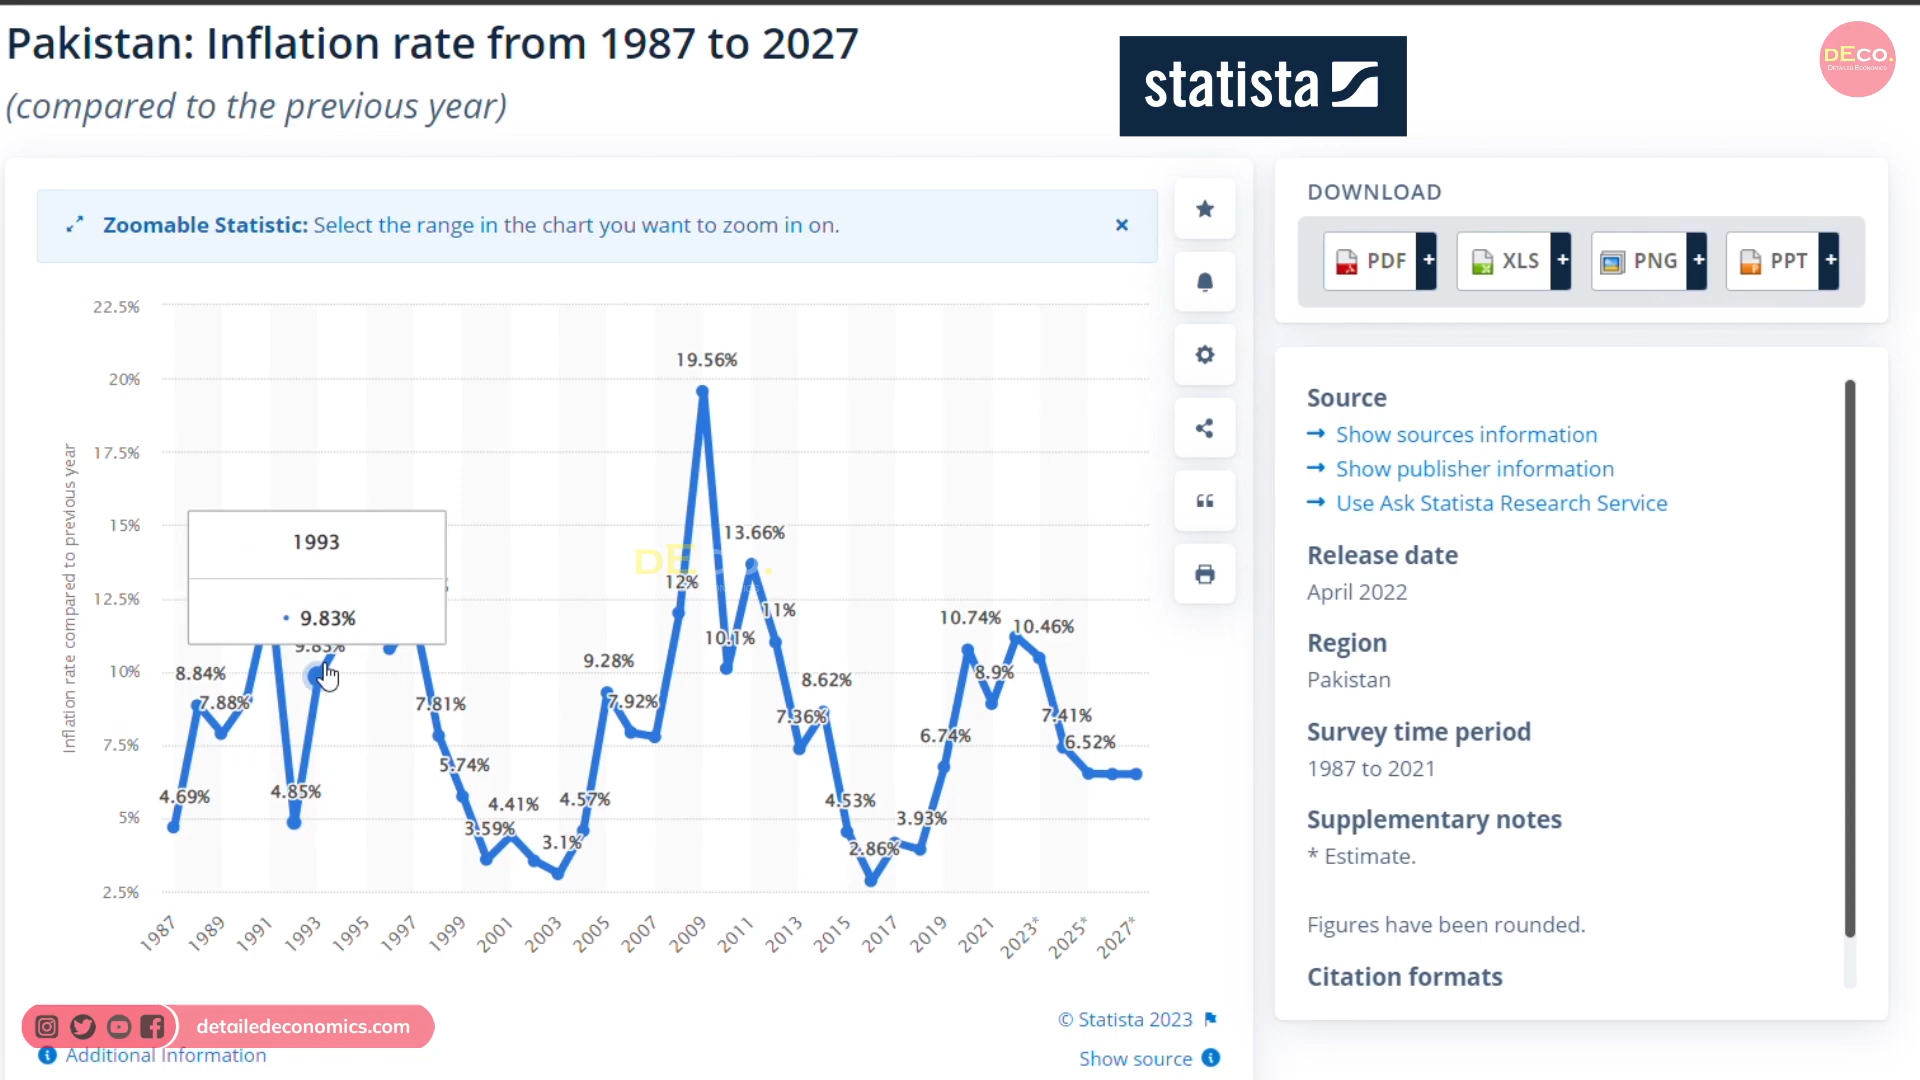 Pakistan: Inflation rate from 1987 to 2027
(compared to the previous year)
statista
DECO.
DETAILED ECONOMICS
Zoomable Statistic: Select the range in the chart you want to zoom in on.
×
DOWNLOAD
PDF +
XLS +
PNG +
PPT +
Inflation rate compared to previous year
22.5%
20%
17.5%
15%
12.5%
10%
7.5%
5%
2.5%
1993
9.83%
9.83%
4.69%
8.84%
7.88%
4.85%
7.81%
5.74%
3.59%
4.41%
3.1%
4.57%
9.28%
7.92%
12%
19.56%
10.1%
13.66%
11%
7.36%
8.62%
4.53%
2.86%
3.93%
6.74%
10.74%
8.9%
10.46%
7.41%
6.52%
DECO.
1987
1989
1991
1993
1995
1997
1999
2001
2003
2005
2007
2009
2011
2013
2015
2017
2019
2021
2023*
2025*
2027*
Source
Show sources information
Show publisher information
Use Ask Statista Research Service
Release date
April 2022
Region
Pakistan
Survey time period
1987 to 2021
Supplementary notes
* Estimate.
Figures have been rounded.
Citation formats
detailedeconomics.com
Additional Information
© Statista 2023
Show source